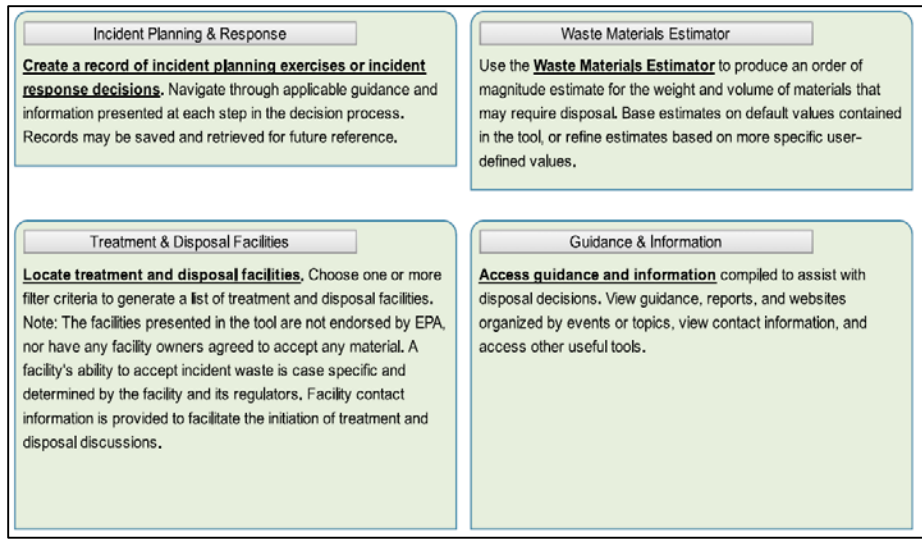 Incident Planning & Response
Create a record of incident planning exercises or incident
response decisions. Navigate through applicable guidance and
information presented at each step in the decision process.
Records may be saved and retrieved for future reference.
Waste Materials Estimator
Use the Waste Materials Estimator to produce an order of
magnitude estimate for the weight and volume of materials that
may require disposal. Base estimates on default values contained
in the tool, or refine estimates based on more specific user-
defined values.
Treatment & Disposal Facilities
Locate treatment and disposal facilities. Choose one or more
filter criteria to generate a list of treatment and disposal facilities.
Note: The facilities presented in the tool are not endorsed by EPA,
nor have any facility owners agreed to accept any material. A
facility's ability to accept incident waste is case specific and
determined by the facility and its regulators. Facility contact
information is provided to facilitate the initiation of treatment and
disposal discussions.
Guidance & Information
Access guidance and information compiled to assist with
disposal decisions. View guidance, reports, and websites
organized by events or topics, view contact information, and
access other useful tools.